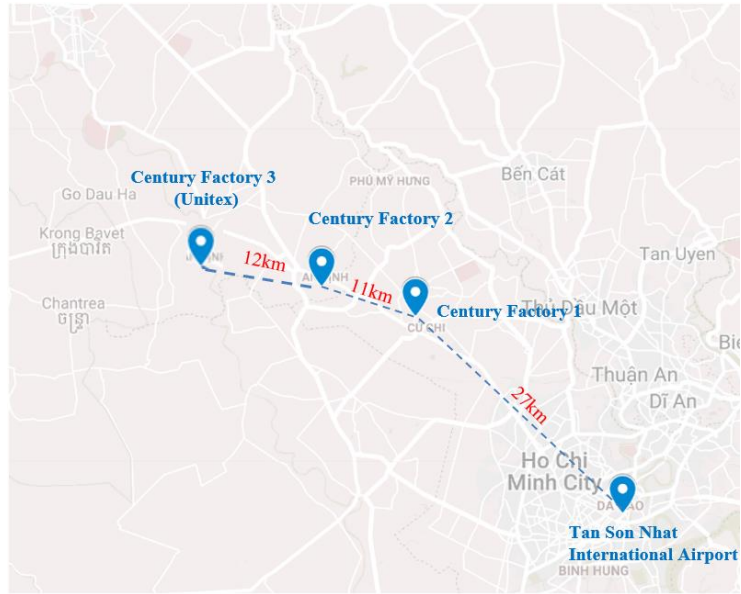 Century Factory 3
(Unitex)
PHÚ MỸ HƯNG
Bến Cát
Go Dau Ha
Century Factory 2
Krong Bavet
ក្រុងបាវិត
Tan Uyen
12km
11km
Chantrea
ចន្ទ្រា
Century Factory 1
Thủ Dầu Một
CỦ CHI
Thuận An
Dĩ An
27km
Ho Chi
Minh City
Tan Son Nhat
International Airport
BINH HUNG